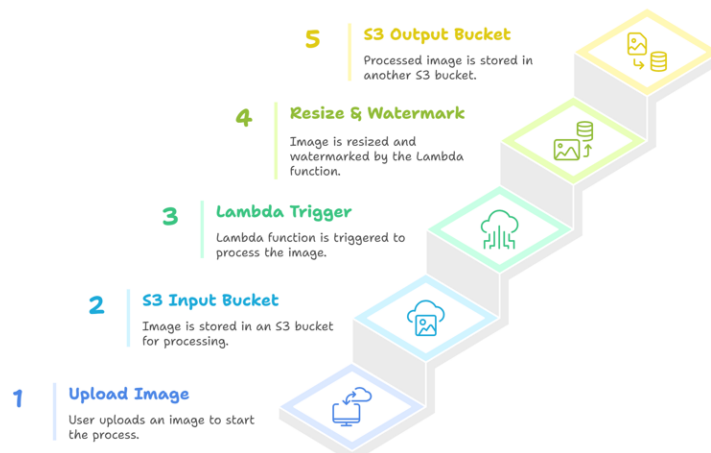 5
S3 Output Bucket
Processed image is stored in
another S3 bucket.
4
Resize & Watermark
Image is resized and
watermarked by the Lambda
function.
3
Lambda Trigger
Lambda function is triggered to
process the image.
2
S3 Input Bucket
Image is stored in an S3 bucket
for processing.
1
Upload Image
User uploads an image to start
the process.